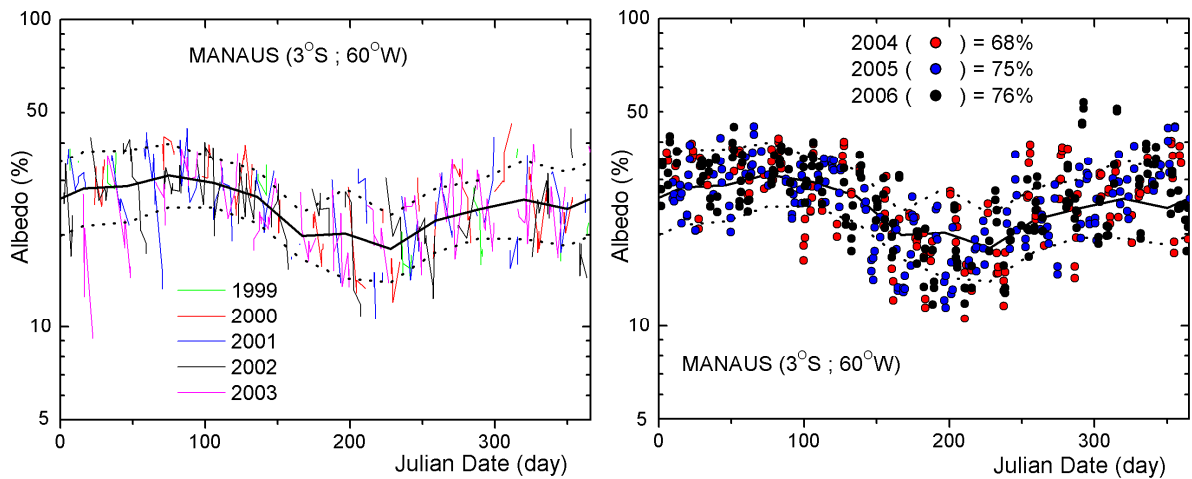 100
50
10
5
Albedo (%)
MANAUS (3°S ; 60°W)
1999
2000
2001
2002
2003
0
100
200
300
Julian Date (day)
100
50
10
5
Albedo (%)
2004 ( ● ) = 68%
2005 ( ● ) = 75%
2006 ( ● ) = 76%
MANAUS (3°S ; 60°W)
0
100
200
300
Julian Date (day)